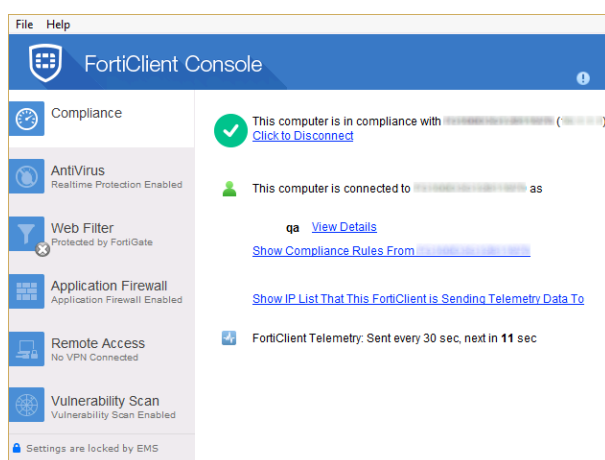 File Help
FortiClient Console
Compliance
This computer is in compliance with
Click to Disconnect
AntiVirus
Realtime Protection Enabled
This computer is connected to as
qa View Details
Web Filter
Protected by FortiGate
Show Compliance Rules From
Application Firewall
Application Firewall Enabled
Show IP List That This FortiClient is Sending Telemetry Data To
Remote Access
No VPN Connected
FortiClient Telemetry: Sent every 30 sec, next in 11 sec
Vulnerability Scan
Vulnerability Scan Enabled
Settings are locked by EMS